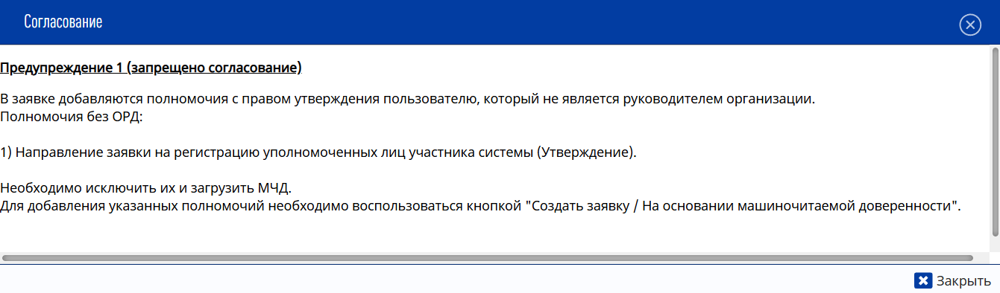 Согласование
Предупреждение 1 (запрещено согласование)
В заявке добавляются полномочия с правом утверждения пользователю, который не является руководителем организации.
Полномочия без ОРД:
1) Направление заявки на регистрацию уполномоченных лиц участника системы (Утверждение).
Необходимо исключить их и загрузить МЧД.
Для добавления указанных полномочий необходимо воспользоваться кнопкой "Создать заявку / На основании машиночитаемой доверенности".
Закрыть